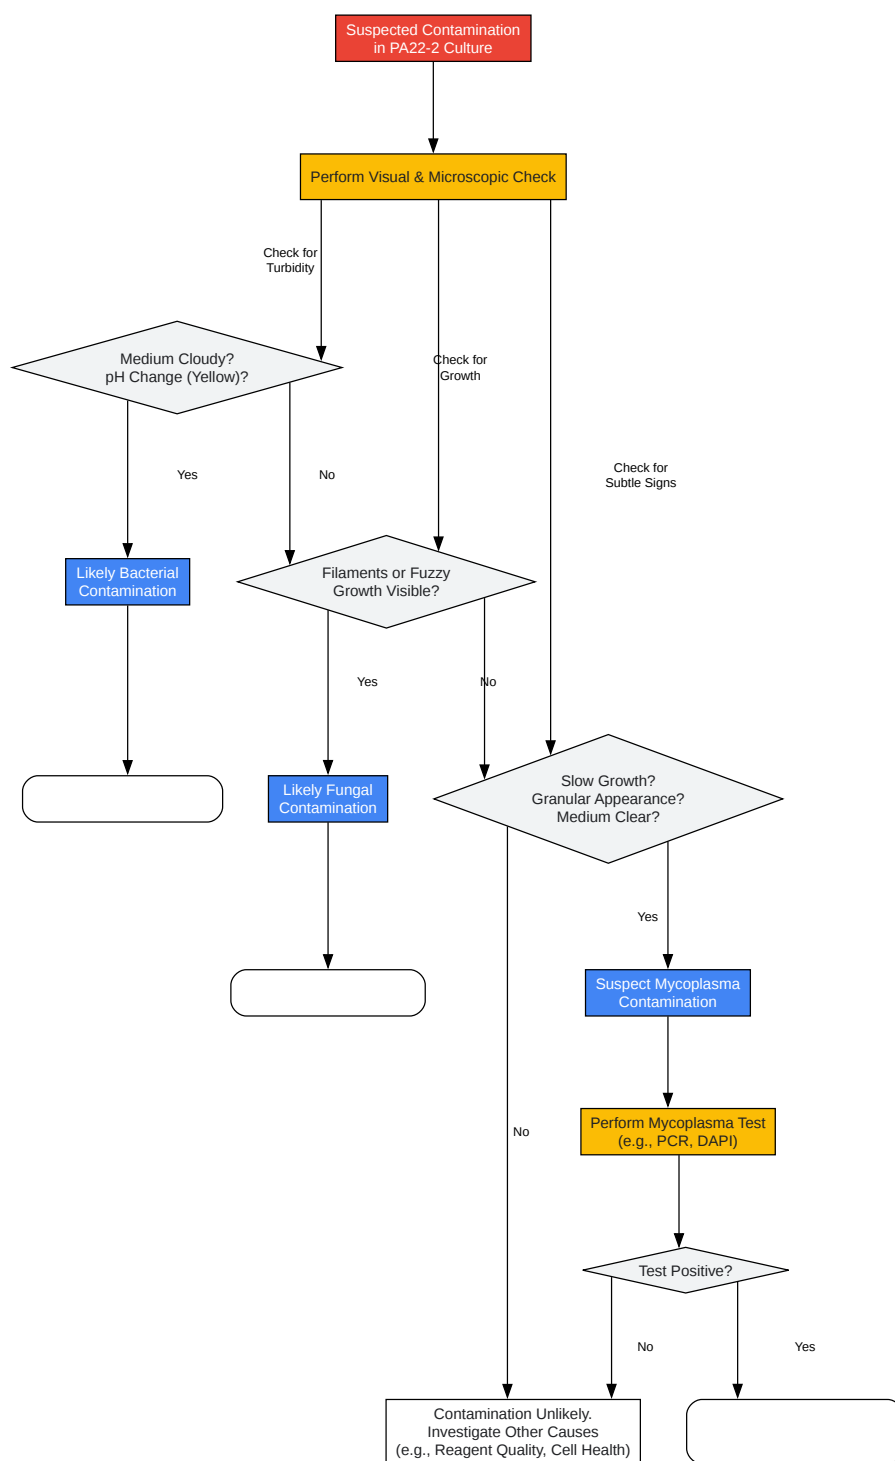 Suspected Contamination
in PA22-2 Culture
Perform Visual & Microscopic Check
Check for
Turbidity
Medium Cloudy?
pH Change (Yellow)?
Check for
Growth
Check for
Subtle Signs
Yes
No
Likely Bacterial
Contamination
Filaments or Fuzzy
Growth Visible?
Yes
No
Likely Fungal
Contamination
Slow Growth?
Granular Appearance?
Medium Clear?
Yes
Suspect Mycoplasma
Contamination
No
Perform Mycoplasma Test
(e.g., PCR, DAPI)
Test Positive?
No
Yes
Contamination Unlikely.
Investigate Other Causes
(e.g., Reagent Quality, Cell Health)